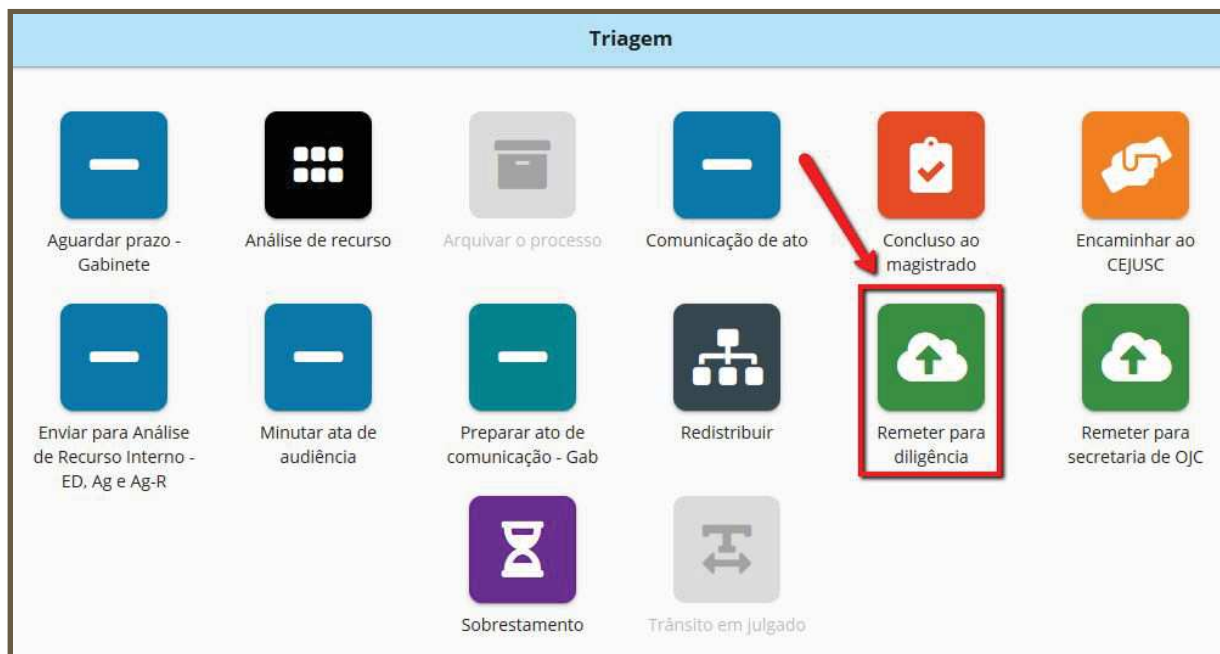 Triagem
Aguardar prazo -
Gabinete
Análise de recurso
Arquivar o processo
Comunicação de ato
Concluso ao
magistrado
Encaminhar ao
CEJUSC
Enviar para Análise
de Recurso Interno -
ED, Ag e Ag-R
Minutar ata de
audiência
Preparar ato de
comunicação - Gab
Redistribuir
Remeter para
diligência
Remeter para
secretaria de OJC
Sobrestamento
Trânsito em julgado